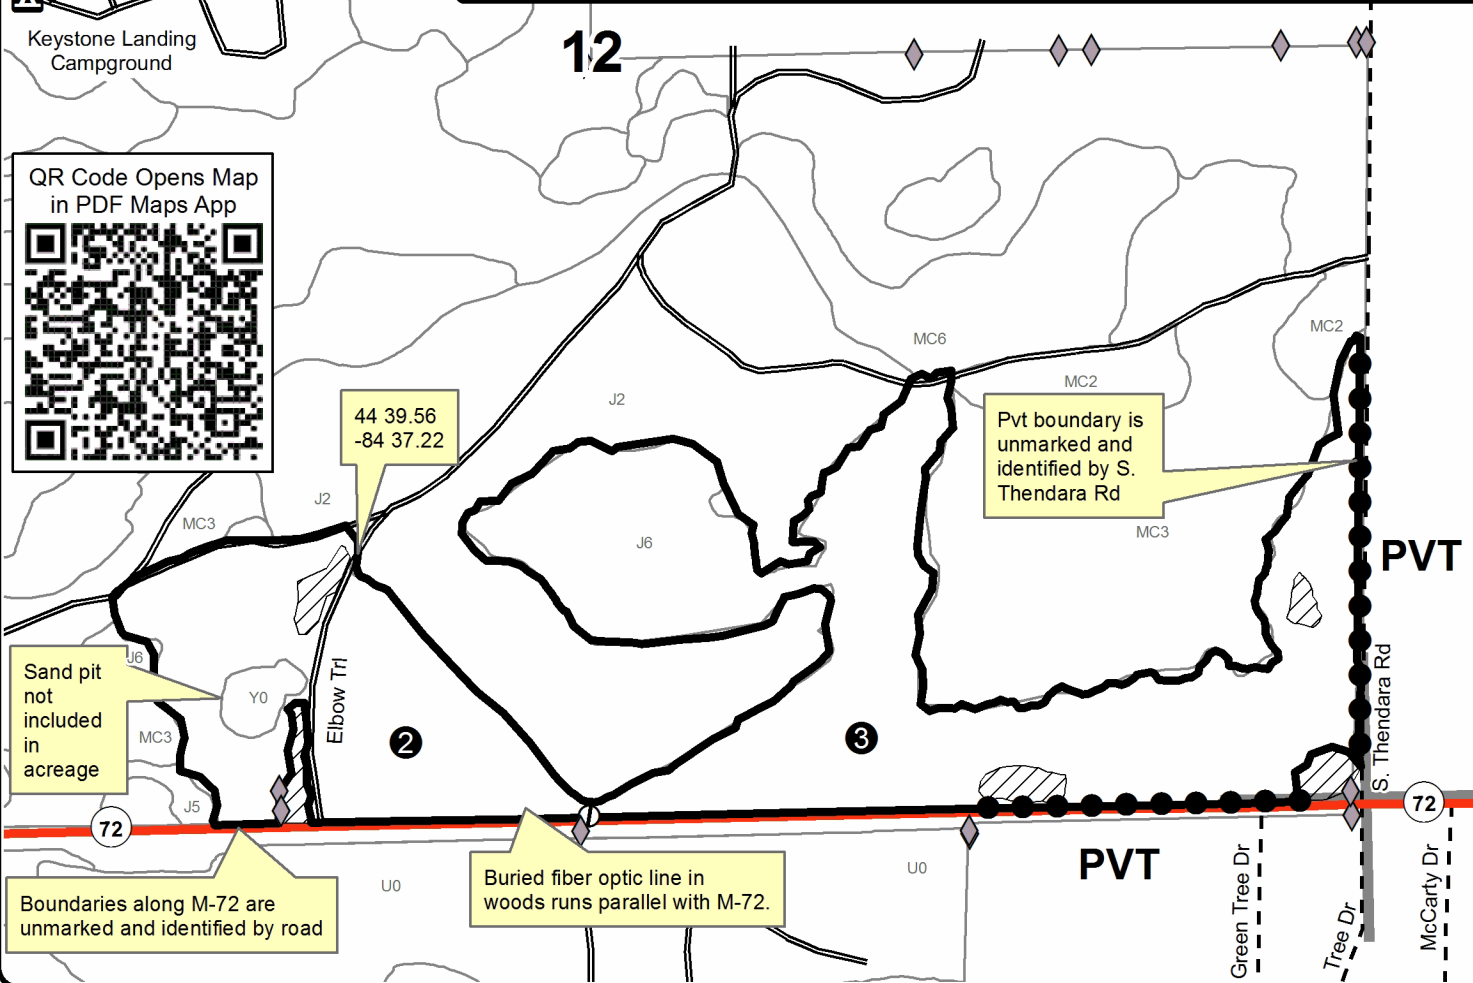 Keystone Landing
Campground
12
QR Code Opens Map
in PDF Maps App
MC2
MC6
MC2
J2
44 39.56
-84 37.22
Pvt boundary is
unmarked and
identified by S.
Thendara Rd
J2
MC3
J6
MC3
PVT
J6
Sand pit
not
included
in
acreage
Y0
Elbow Trl
MC3
2
3
S. Thendara Rd
J5
72
72
Boundaries along M-72 are
unmarked and identified by road
U0
Buried fiber optic line in
woods runs parallel with M-72.
U0
PVT
Green Tree Dr
Tree Dr
McCarty Dr